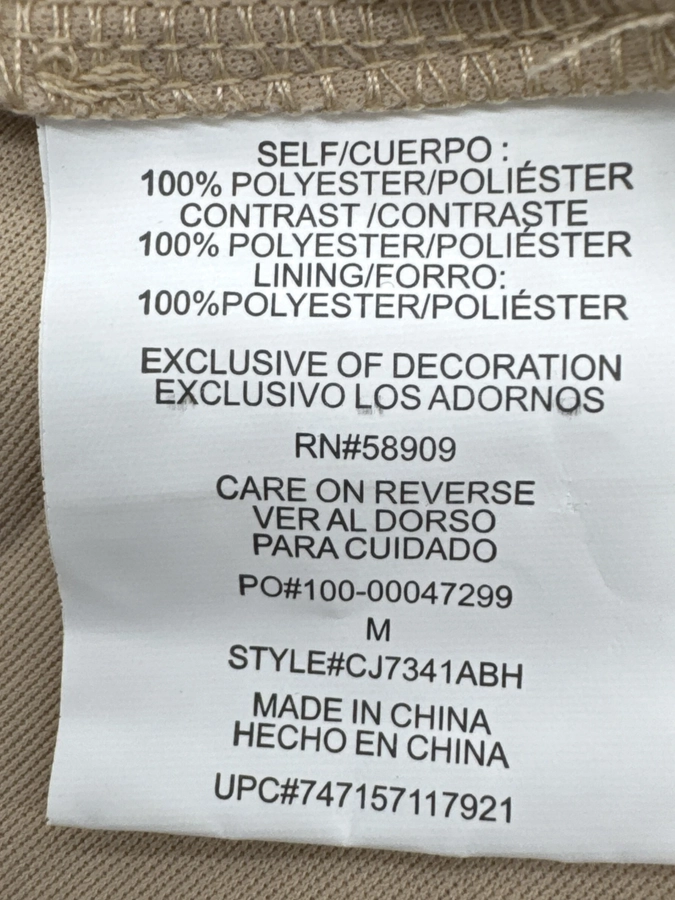 SELF/CUERPO :
100% POLYESTER/POLIÉSTER
CONTRAST /CONTRASTE
100% POLYESTER/POLIÉSTER
LINING/FORRO:
100%POLYESTER/POLIÉSTER
EXCLUSIVE OF DECORATION
EXCLUSIVO LOS ADORNOS
RN#58909
CARE ON REVERSE
VER AL DORSO
PARA CUIDADO
PO#100-00047299
M
STYLE#CJ7341ABH
MADE IN CHINA
HECHO EN CHINA
UPC#747157117921